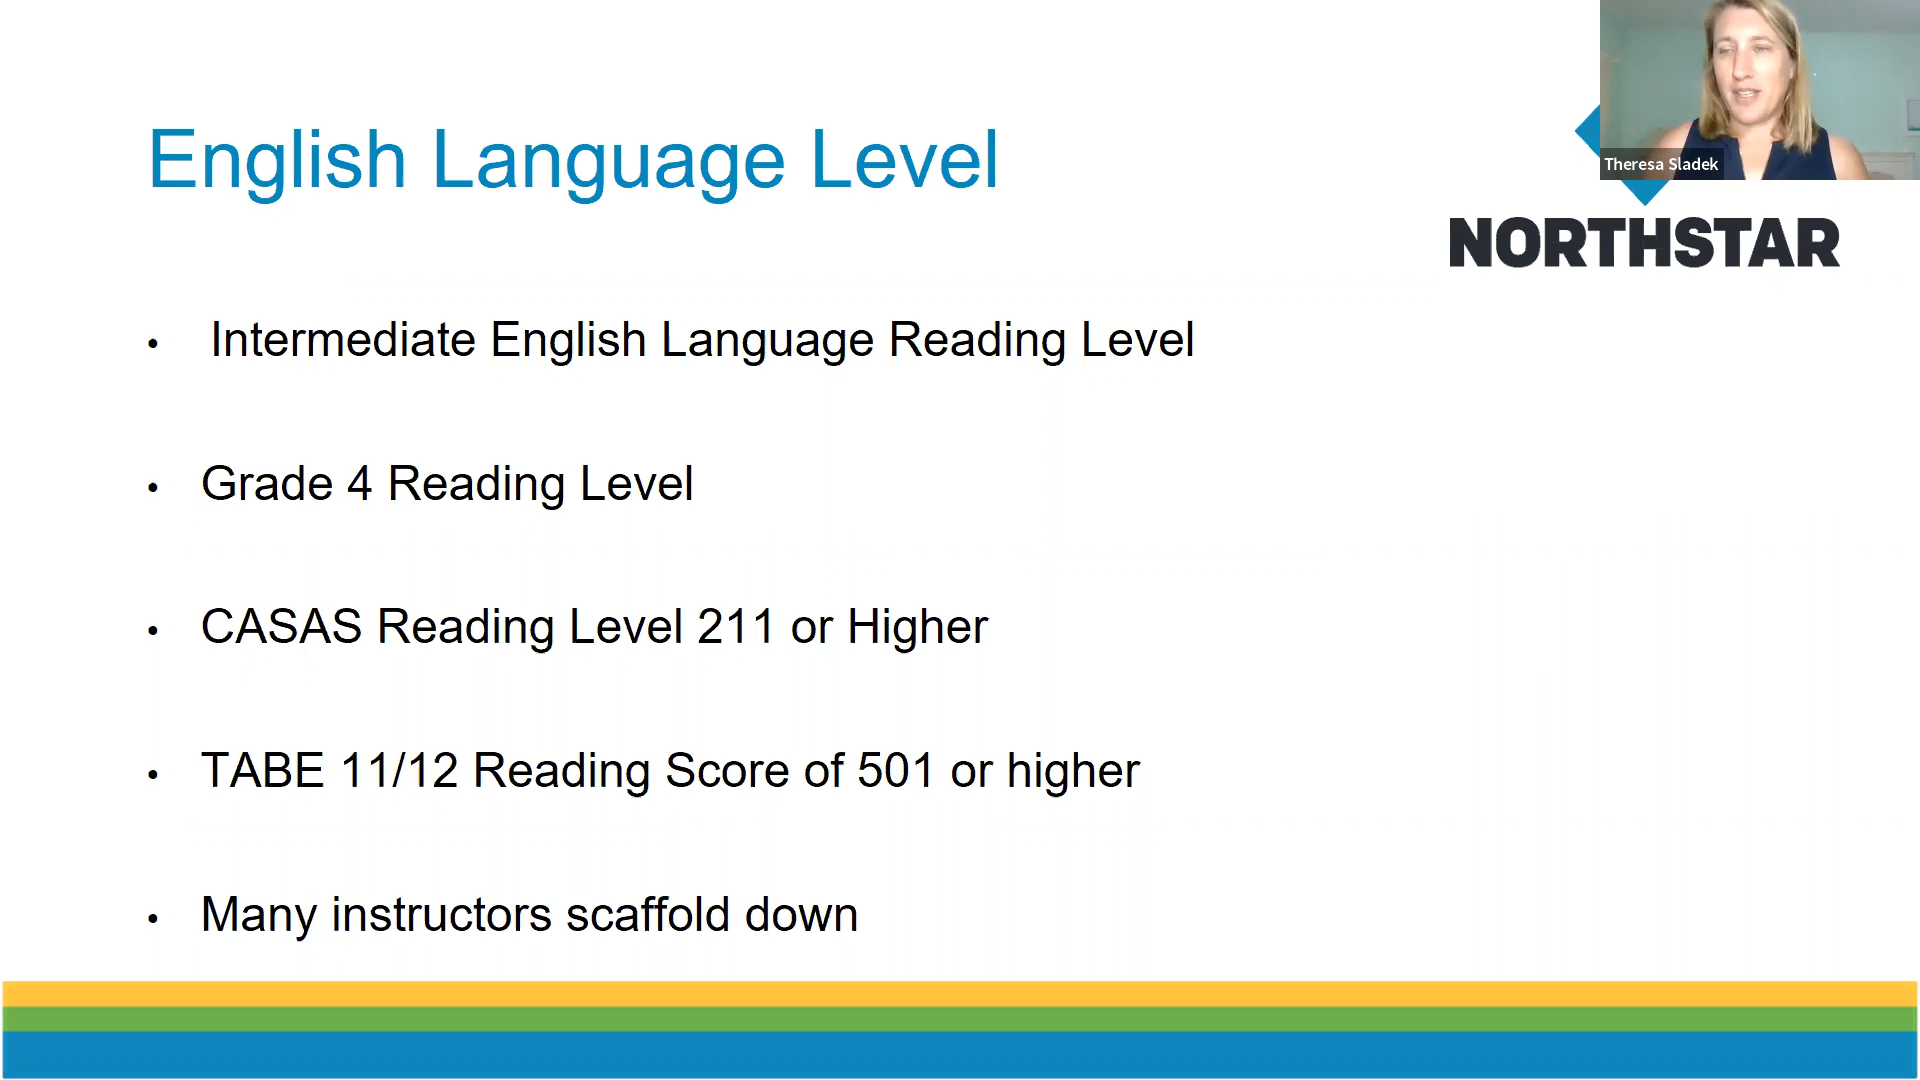 Theresa Sladek
English Language Level
NORTHSTAR
• Intermediate English Language Reading Level
• Grade 4 Reading Level
• CASAS Reading Level 211 or Higher
• TABE 11/12 Reading Score of 501 or higher
• Many instructors scaffold down